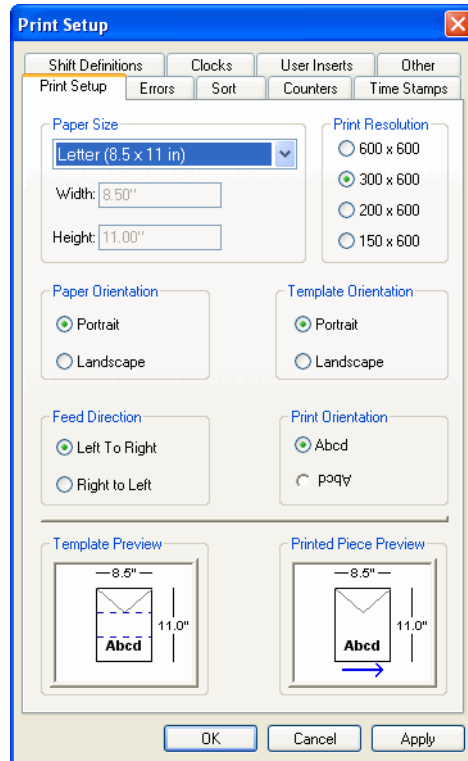 Print Setup
Shift Definitions Clocks User Inserts Other
Print Setup Errors Sort Counters Time Stamps
Paper Size Print Resolution
Letter (8.5 x 11 in) 600 x 600
Width: 8.50" 300 x 600
200 x 600
Height: 11.00" 150 x 600
Paper Orientation Template Orientation
Portrait Portrait
Landscape Landscape
Feed Direction Print Orientation
Left To Right Abcd
Right to Left Abcd
Template Preview Printed Piece Preview
8.5" 8.5"
11.0" 11.0"
Abcd Abcd
OK Cancel Apply